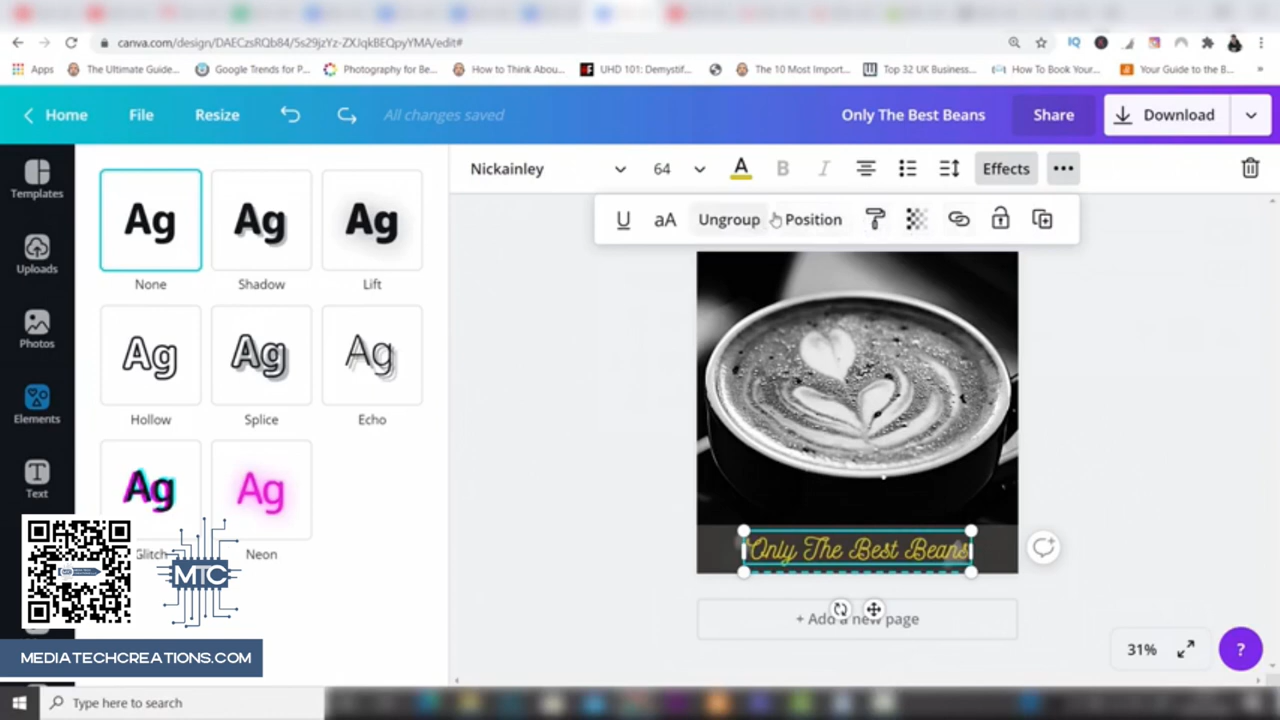 canva.com/design/DAECzsRQb84/5s29jzYz-ZXJqkBEQpyYMA/edit#
Apps The Ultimate Guide... Google Trends for P... Photography for Be... How to Think Abou... UHD 101: Demystif... The 10 Most Import... Top 32 UK Business... How To Book Your... Your Guide to the B...
Home File Resize All changes saved Only The Best Beans Share Download
Nickainley 64 A B I Effects
Templates
Uploads
Photos
Elements
Text
Ag Ag Ag
None Shadow Lift
Ag Ag Ag
Hollow Splice Echo
Ag Ag
Glitch Neon
U aA Ungroup Position
Only The Best Beans
+ Add a new page
31% ?
MTC
MEDIATECHCREATIONS.COM
Type here to search